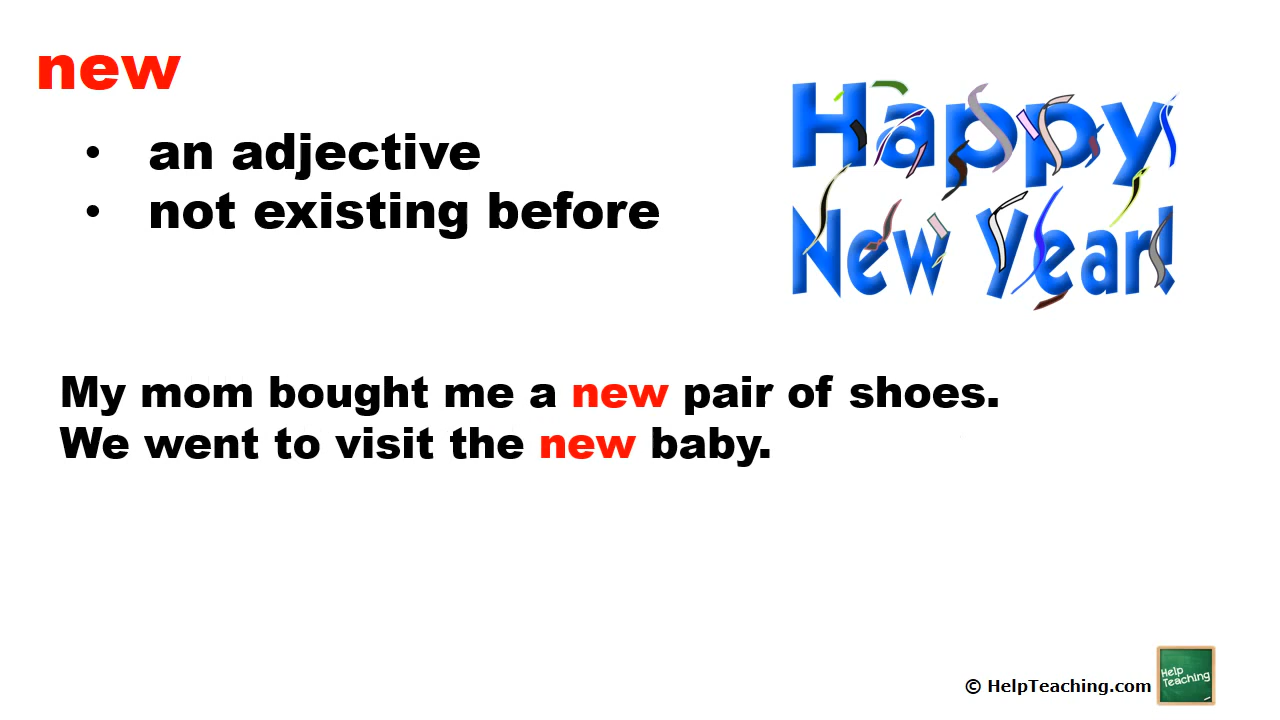 new
• an adjective
• not existing before
Happy
New Year!
My mom bought me a new pair of shoes.
We went to visit the new baby.
© HelpTeaching.com
Help
Teaching